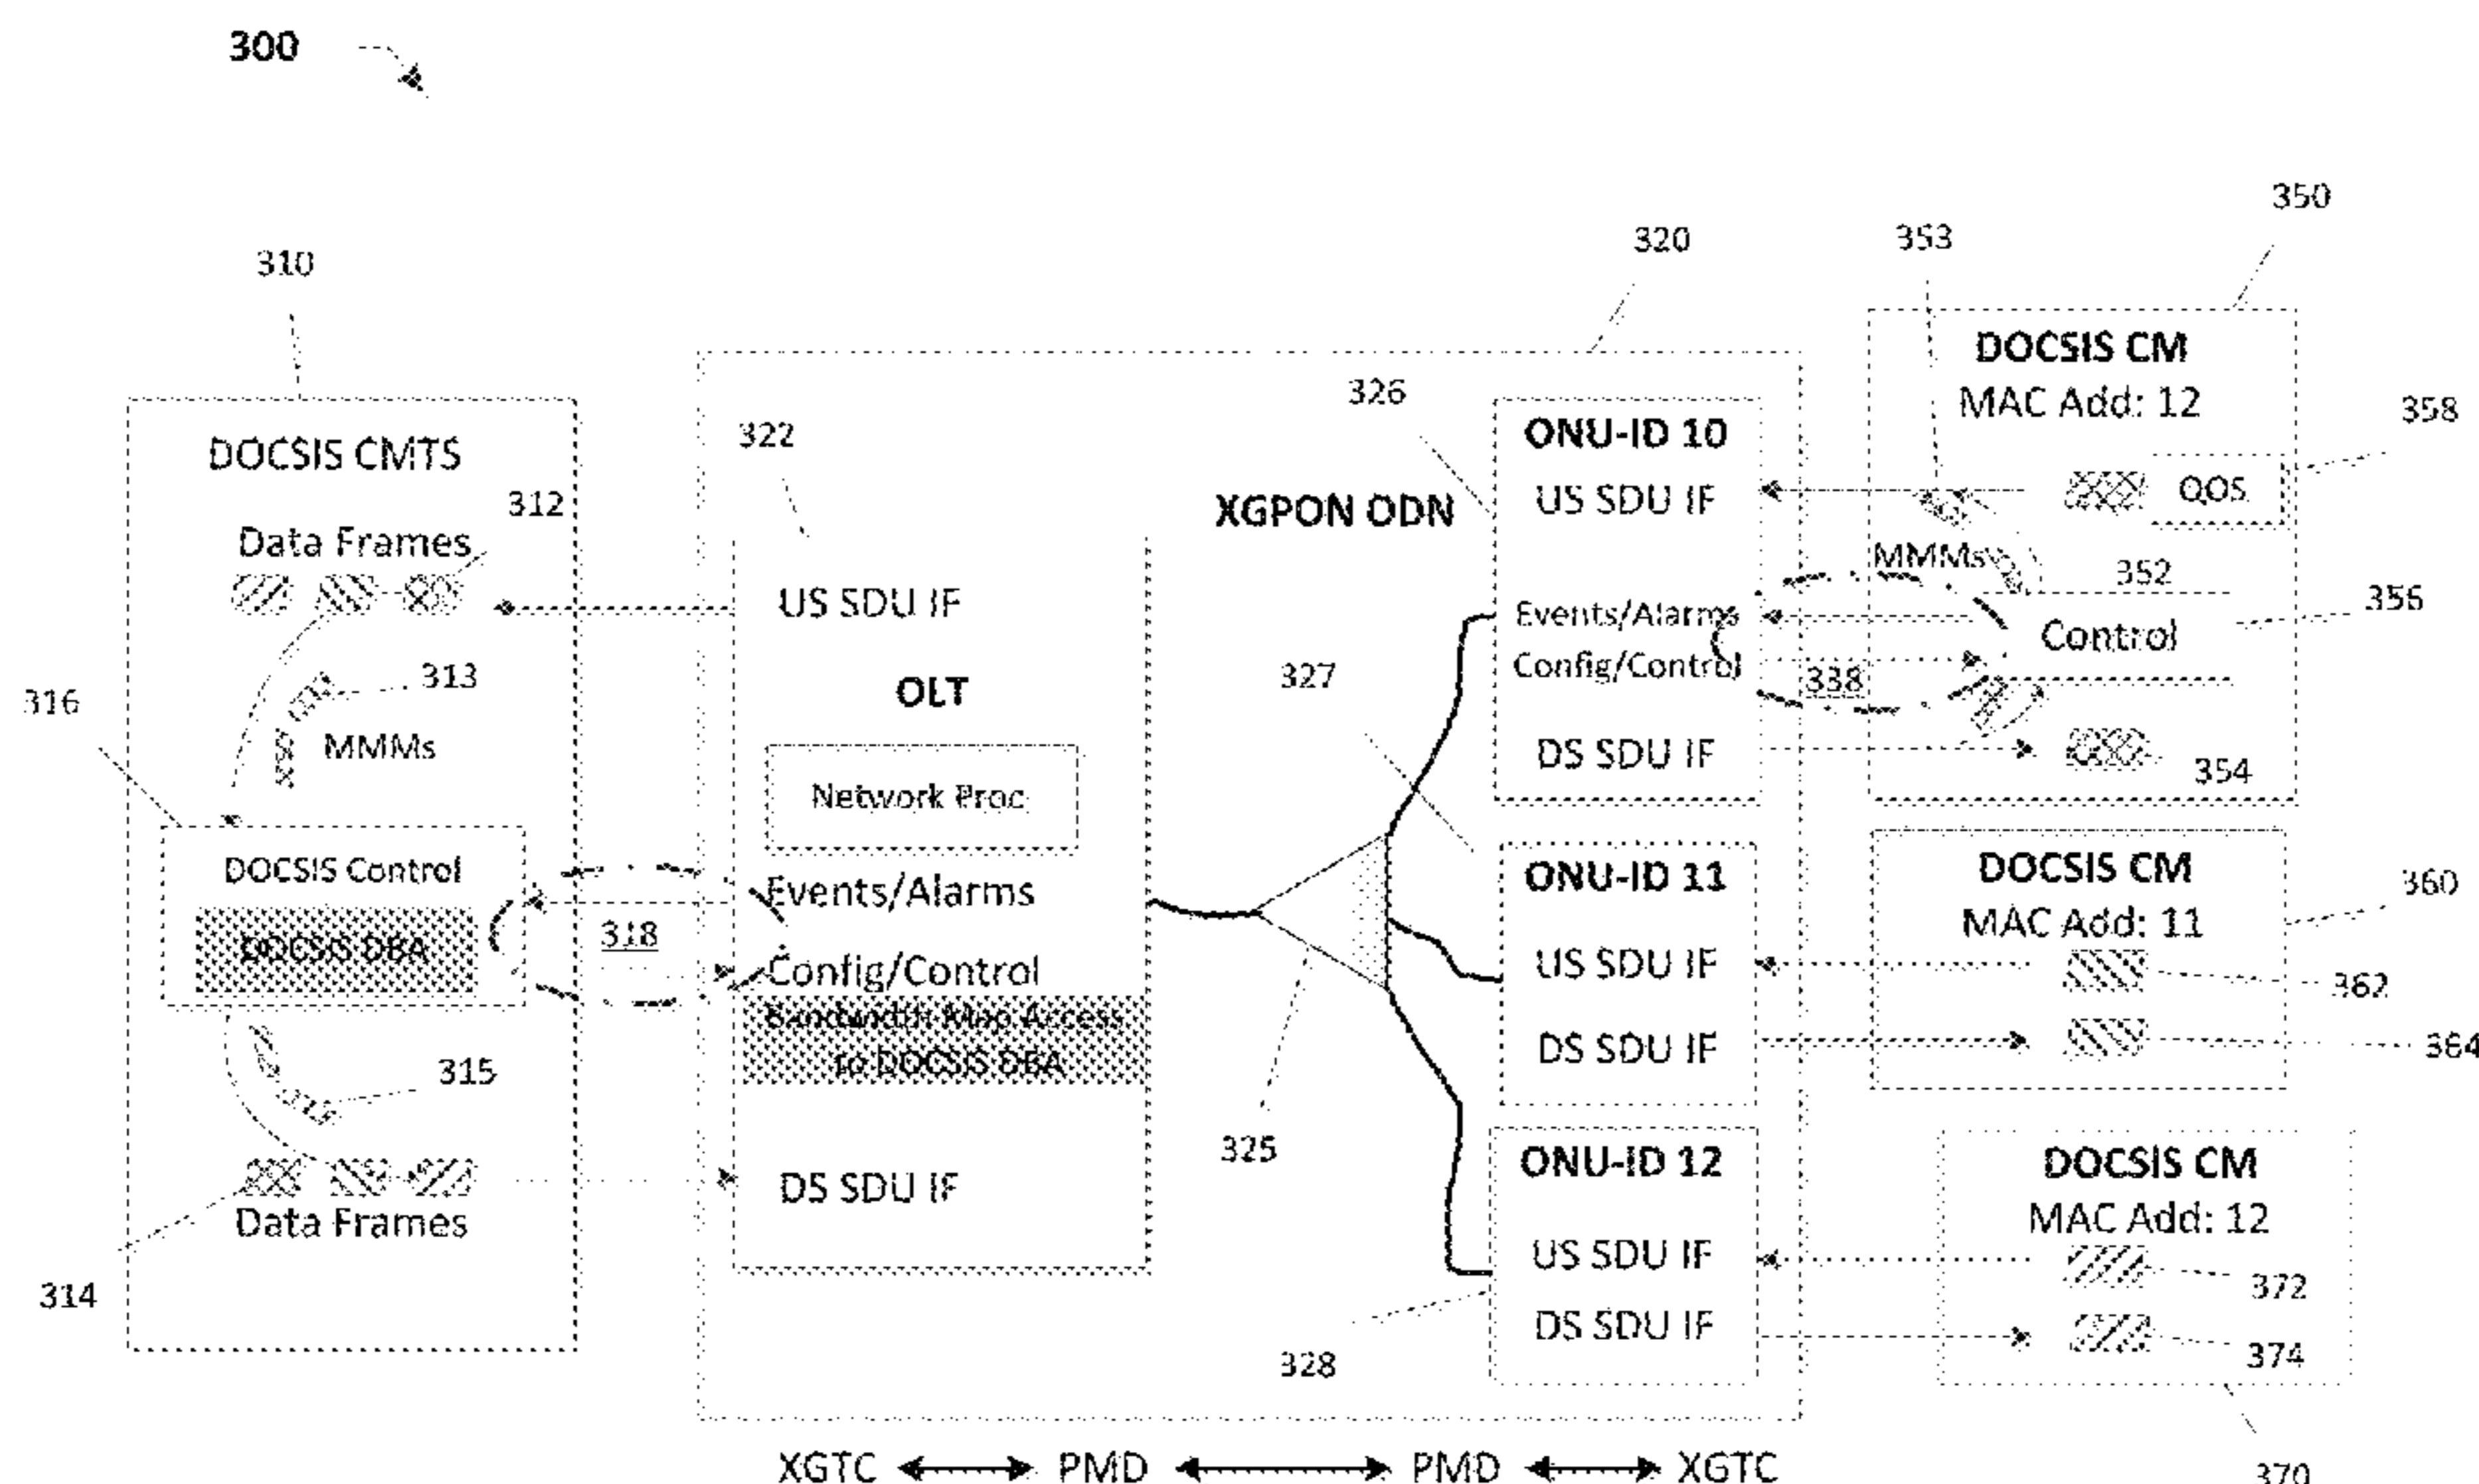 300
350
353
320
310
DOCSIS CM
MAC Add: 12
326
358
322
ONU-ID 10
DOCSIS CMTS
312
XGPON ODN
US SDU IF
QOS
Data Frames
MMMs
352
356
US SDU IF
Events/Alarms
Control
313
327
Config/Control
338
316
OLT
MMMs
DS SDU IF
354
Network Proc
DOCSIS Control
ONU-ID 11
DOCSIS CM
360
Events/Alarms
MAC Add: 11
318
DOCSIS DBA
US SDU IF
362
Config/Control
Bandwidth Map Access
to DOCSIS DBA
DS SDU IF
364
315
325
ONU-ID 12
DOCSIS CM
DS SDU IF
MAC Add: 12
Data Frames
US SDU IF
372
314
DS SDU IF
374
328
XGTC PMD PMD XGTC
370